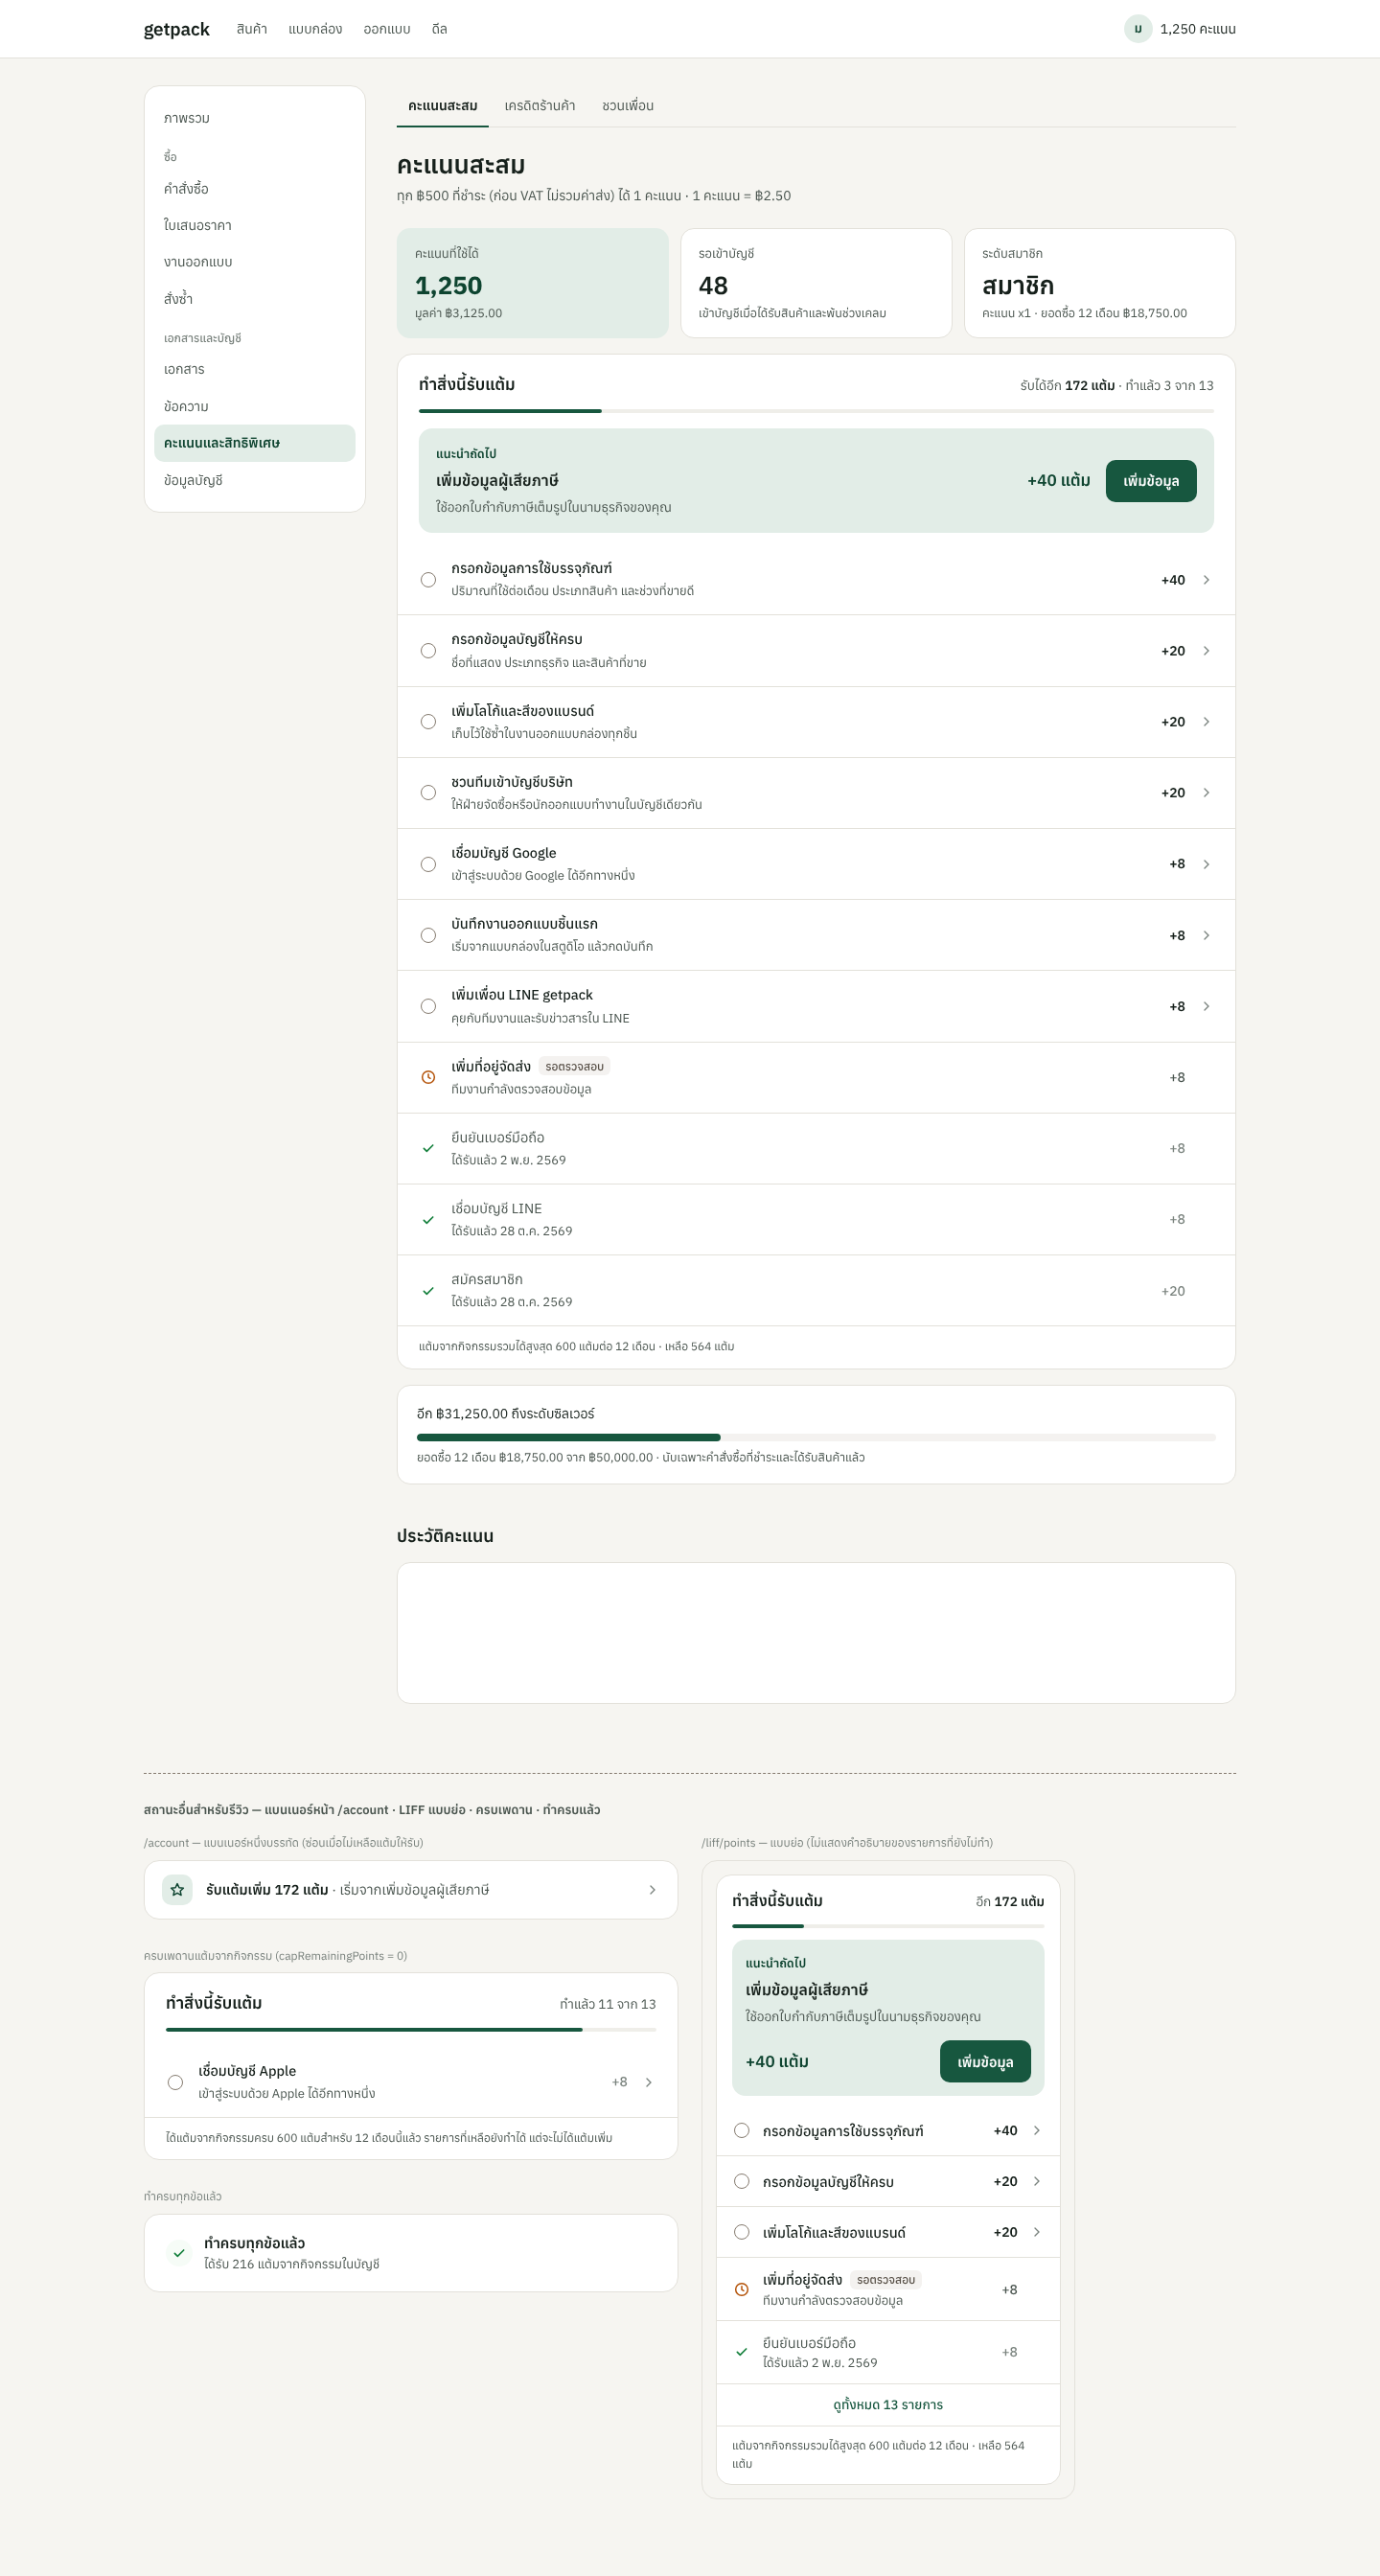 getpack
สินค้า
แบบกล่อง
ออกแบบ
ดีล
ม
1,250 คะแนน
ภาพรวม
ซื้อ
คำสั่งซื้อ
ใบเสนอราคา
งานออกแบบ
สั่งซ้ำ
เอกสารและบัญชี
เอกสาร
ข้อความ
คะแนนและสิทธิพิเศษ
ข้อมูลบัญชี
คะแนนสะสม
เครดิตร้านค้า
ชวนเพื่อน
คะแนนสะสม
ทุก ฿500 ที่ชำระ (ก่อน VAT ไม่รวมค่าส่ง) ได้ 1 คะแนน · 1 คะแนน = ฿2.50
คะแนนที่ใช้ได้
1,250
มูลค่า ฿3,125.00
รอเข้าบัญชี
48
เข้าบัญชีเมื่อได้รับสินค้าและพ้นช่วงเคลม
ระดับสมาชิก
สมาชิก
คะแนน x1 · ยอดซื้อ 12 เดือน ฿18,750.00
ทำสิ่งนี้รับแต้ม
รับได้อีก 172 แต้ม · ทำแล้ว 3 จาก 13
แนะนำถัดไป
เพิ่มข้อมูลผู้เสียภาษี
ใช้ออกใบกำกับภาษีเต็มรูปในนามธุรกิจของคุณ
+40 แต้ม
เพิ่มข้อมูล
กรอกข้อมูลการใช้บรรจุภัณฑ์
ปริมาณที่ใช้ต่อเดือน ประเภทสินค้า และช่วงที่ขายดี
+40
กรอกข้อมูลบัญชีให้ครบ
ชื่อที่แสดง ประเภทธุรกิจ และสินค้าที่ขาย
+20
เพิ่มโลโก้และสีของแบรนด์
เก็บไว้ใช้ซ้ำในงานออกแบบกล่องทุกชิ้น
+20
ชวนทีมเข้าบัญชีบริษัท
ให้ฝ่ายจัดซื้อหรือนักออกแบบทำงานในบัญชีเดียวกัน
+20
เชื่อมบัญชี Google
เข้าสู่ระบบด้วย Google ได้อีกทางหนึ่ง
+8
บันทึกงานออกแบบชิ้นแรก
เริ่มจากแบบกล่องในสตูดิโอ แล้วกดบันทึก
+8
เพิ่มเพื่อน LINE getpack
คุยกับทีมงานและรับข่าวสารใน LINE
+8
เพิ่มที่อยู่จัดส่ง รอตรวจสอบ
ทีมงานกำลังตรวจสอบข้อมูล
+8
ยืนยันเบอร์มือถือ
ได้รับแล้ว 2 พ.ย. 2569
+8
เชื่อมบัญชี LINE
ได้รับแล้ว 28 ต.ค. 2569
+8
สมัครสมาชิก
ได้รับแล้ว 28 ต.ค. 2569
+20
แต้มจากกิจกรรมรวมได้สูงสุด 600 แต้มต่อ 12 เดือน · เหลือ 564 แต้ม
อีก ฿31,250.00 ถึงระดับซิลเวอร์
ยอดซื้อ 12 เดือน ฿18,750.00 จาก ฿50,000.00 · นับเฉพาะคำสั่งซื้อที่ชำระและได้รับสินค้าแล้ว
ประวัติคะแนน
สถานะอื่นสำหรับรีวิว — แบนเนอร์หน้า /account · LIFF แบบย่อ · ครบเพดาน · ทำครบแล้ว
/account — แบนเนอร์หนึ่งบรรทัด (ซ่อนเมื่อไม่เหลือแต้มให้รับ)
รับแต้มเพิ่ม 172 แต้ม · เริ่มจากเพิ่มข้อมูลผู้เสียภาษี
ครบเพดานแต้มจากกิจกรรม (capRemainingPoints = 0)
ทำสิ่งนี้รับแต้ม
ทำแล้ว 11 จาก 13
เชื่อมบัญชี Apple
เข้าสู่ระบบด้วย Apple ได้อีกทางหนึ่ง
+8
ได้แต้มจากกิจกรรมครบ 600 แต้มสำหรับ 12 เดือนนี้แล้ว รายการที่เหลือยังทำได้ แต่จะไม่ได้แต้มเพิ่ม
ทำครบทุกข้อแล้ว
ทำครบทุกข้อแล้ว
ได้รับ 216 แต้มจากกิจกรรมในบัญชี
/liff/points — แบบย่อ (ไม่แสดงคำอธิบายของรายการที่ยังไม่ทำ)
ทำสิ่งนี้รับแต้ม
อีก 172 แต้ม
แนะนำถัดไป
เพิ่มข้อมูลผู้เสียภาษี
ใช้ออกใบกำกับภาษีเต็มรูปในนามธุรกิจของคุณ
+40 แต้ม
เพิ่มข้อมูล
กรอกข้อมูลการใช้บรรจุภัณฑ์
+40
กรอกข้อมูลบัญชีให้ครบ
+20
เพิ่มโลโก้และสีของแบรนด์
+20
เพิ่มที่อยู่จัดส่ง รอตรวจสอบ
ทีมงานกำลังตรวจสอบข้อมูล
+8
ยืนยันเบอร์มือถือ
ได้รับแล้ว 2 พ.ย. 2569
+8
ดูทั้งหมด 13 รายการ
แต้มจากกิจกรรมรวมได้สูงสุด 600 แต้มต่อ 12 เดือน · เหลือ 564
แต้ม